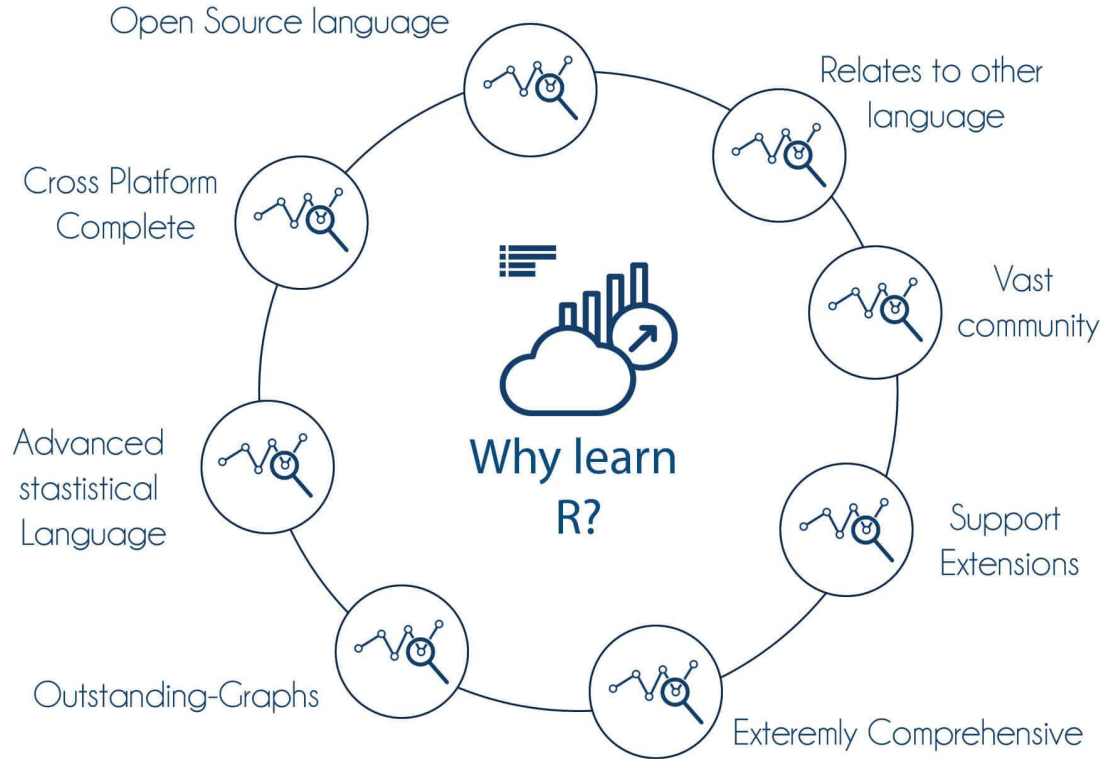 Open Source language
Relates to other
language
Cross Platform
Complete
Vast
community
Why learn
R?
Advanced
stastistical
Language
Support
Extensions
Outstanding-Graphs
Exteremly Comprehensive